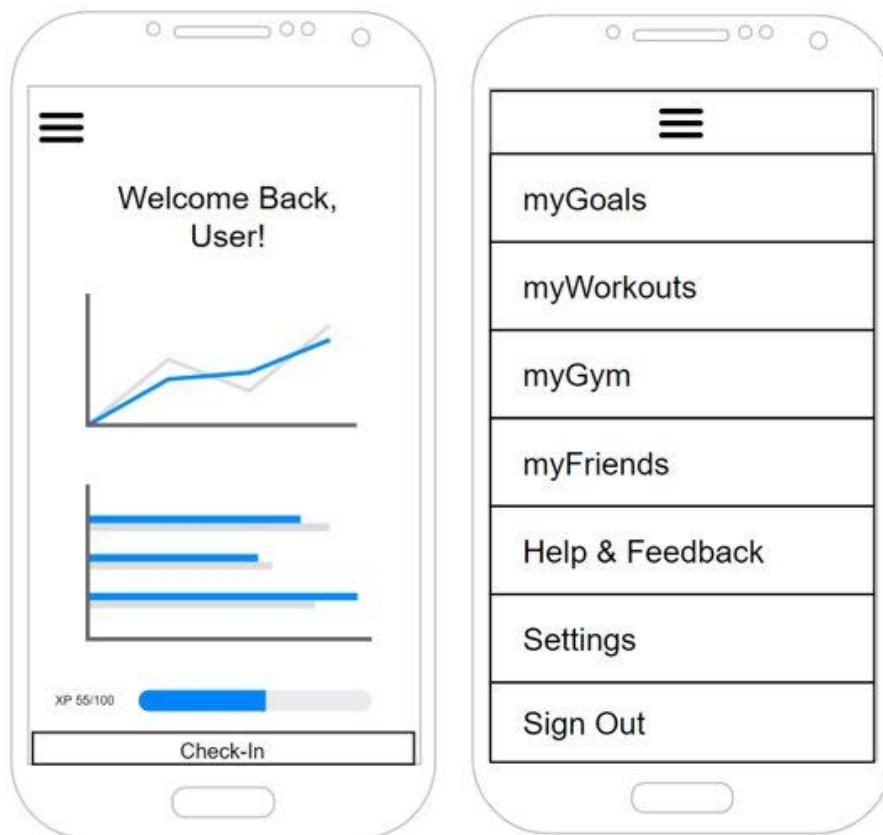 Welcome Back,
User!
XP 55/100
Check-In
myGoals
myWorkouts
myGym
myFriends
Help & Feedback
Settings
Sign Out